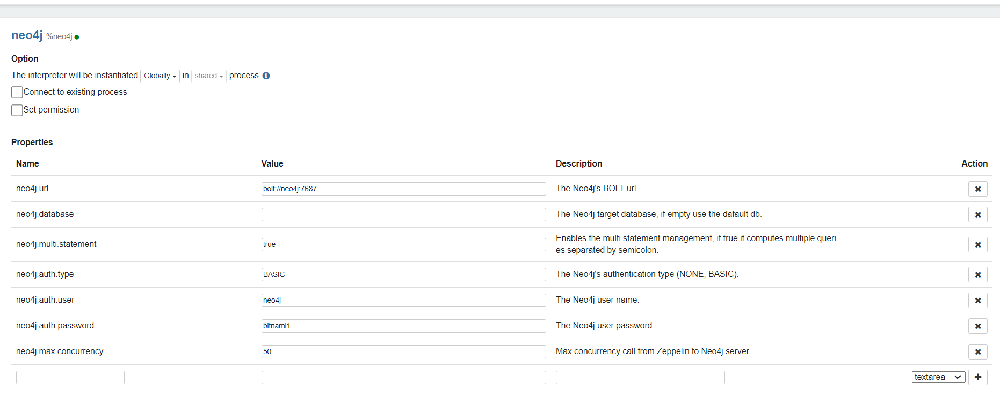 neo4j %neo4j
Option
The interpreter will be instantiated Globally in shared process
Connect to existing process
Set permission
Properties
Name Value Description Action
neo4j.url bolt://neo4j:7687 The Neo4j's BOLT url.
neo4j.database The Neo4j target database, if empty use the dafault db.
neo4j.multi.statement true Enables the multi statement management, if true it computes multiple queri
es separated by semicolon.
neo4j.auth.type BASIC The Neo4j's authentication type (NONE, BASIC).
neo4j.auth.user neo4j The Neo4j user name.
neo4j.auth.password bitnami1 The Neo4j user password.
neo4j.max.concurrency 50 Max concurrency call from Zeppelin to Neo4j server.
textarea